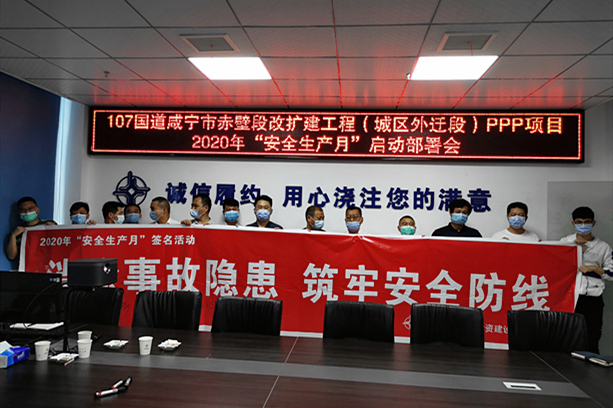 107国道咸宁市赤壁段改扩建工程（城区外迁段）PPP项目
2020年“安全生产月”启动部署会
诚信履约 用心浇注您的满意
2020年“安全生产月”签名活动
事故隐患 筑牢安全防线
资建设